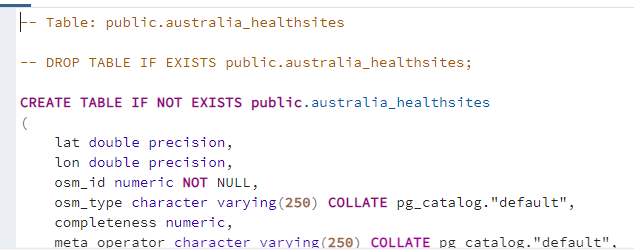 -- Table: public.australia_healthsites
-- DROP TABLE IF EXISTS public.australia_healthsites;
CREATE TABLE IF NOT EXISTS public.australia_healthsites
(
lat double precision,
lon double precision,
osm_id numeric NOT NULL,
osm_type character varying(250) COLLATE pg_catalog."default",
completeness numeric,
meta_operator character varying(250) COLLATE pg_catalog."default",